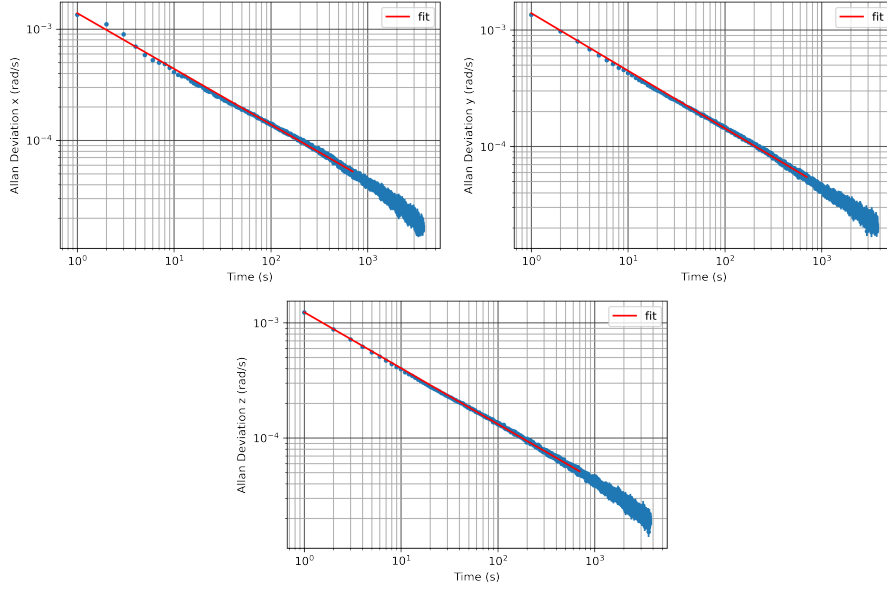 fit
10⁻³
10⁻⁴
Allan Deviation x (rad/s)
10⁰ 10¹ 10² 10³
Time (s)
fit
10⁻³
10⁻⁴
Allan Deviation y (rad/s)
10⁰ 10¹ 10² 10³
Time (s)
fit
10⁻³
10⁻⁴
Allan Deviation z (rad/s)
10⁰ 10¹ 10² 10³
Time (s)